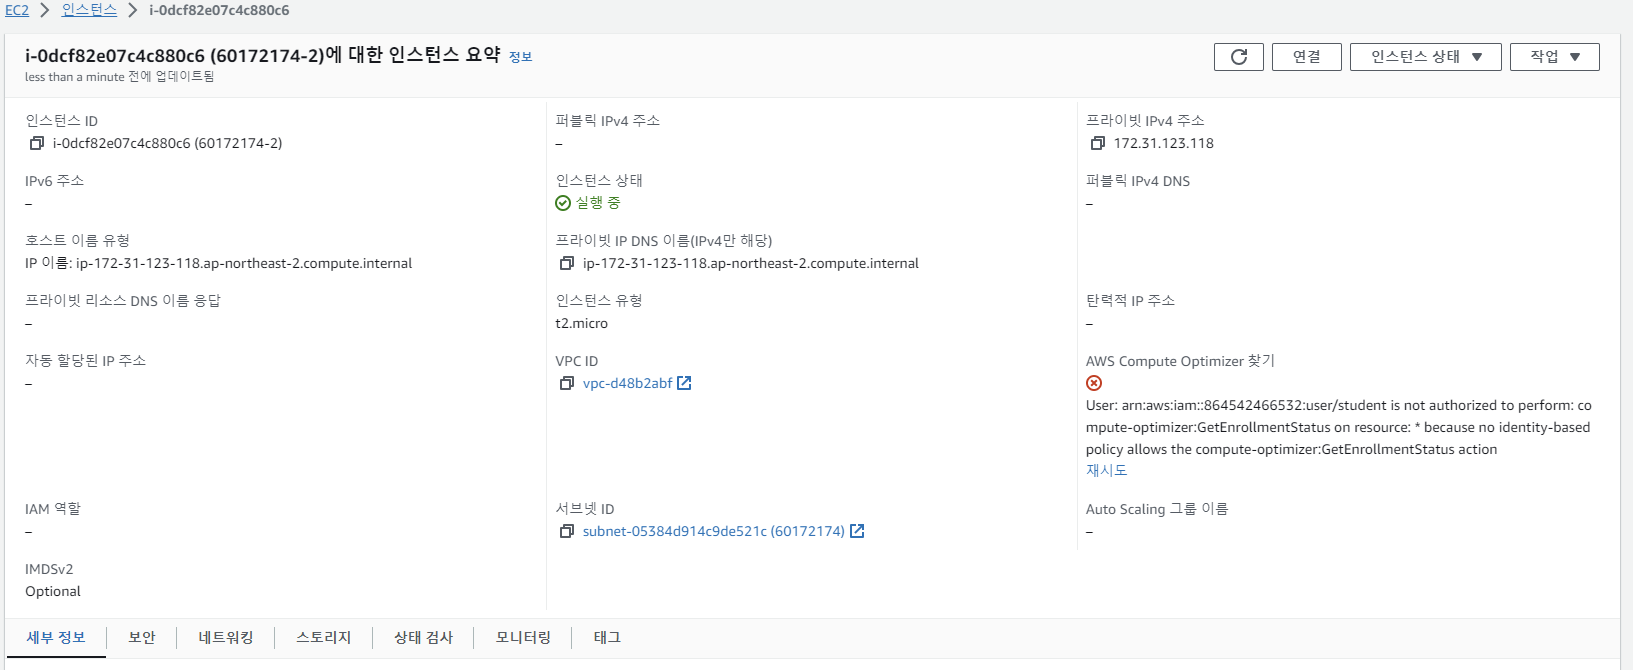 EC2 > 인스턴스 > i-0dcf82e07c4c880c6
i-0dcf82e07c4c880c6 (60172174-2)에 대한 인스턴스 요약 정보
less than a minute 전에 업데이트됨
연결
인스턴스 상태
작업
인스턴스 ID
i-0dcf82e07c4c880c6 (60172174-2)
퍼블릭 IPv4 주소
–
프라이빗 IPv4 주소
172.31.123.118
IPv6 주소
–
인스턴스 상태
실행 중
퍼블릭 IPv4 DNS
–
호스트 이름 유형
IP 이름: ip-172-31-123-118.ap-northeast-2.compute.internal
프라이빗 IP DNS 이름(IPv4만 해당)
ip-172-31-123-118.ap-northeast-2.compute.internal
프라이빗 리소스 DNS 이름 응답
–
인스턴스 유형
t2.micro
탄력적 IP 주소
–
자동 할당된 IP 주소
–
VPC ID
vpc-d48b2abf
AWS Compute Optimizer 찾기
User: arn:aws:iam::864542466532:user/student is not authorized to perform: co
mpute-optimizer:GetEnrollmentStatus on resource: * because no identity-based
policy allows the compute-optimizer:GetEnrollmentStatus action
재시도
IAM 역할
–
서브넷 ID
subnet-05384d914c9de521c (60172174)
Auto Scaling 그룹 이름
–
IMDSv2
Optional
세부 정보
보안
네트워킹
스토리지
상태 검사
모니터링
태그